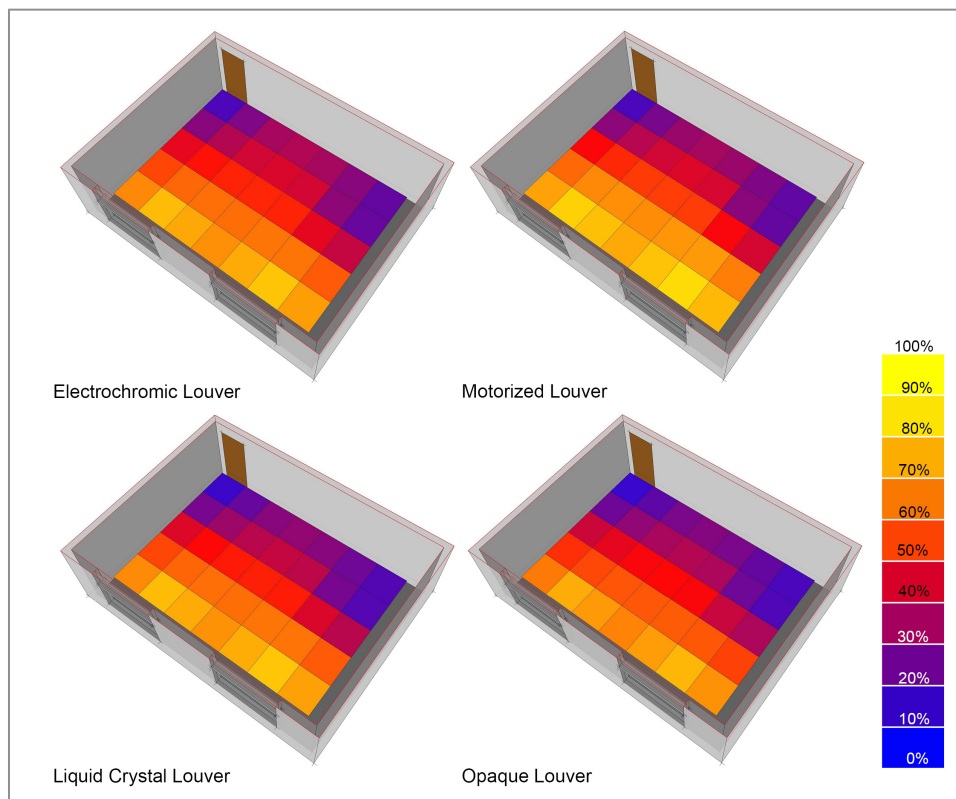 Electrochromic Louver
Motorized Louver
100%
90%
80%
70%
60%
50%
40%
30%
20%
10%
0%
Liquid Crystal Louver
Opaque Louver